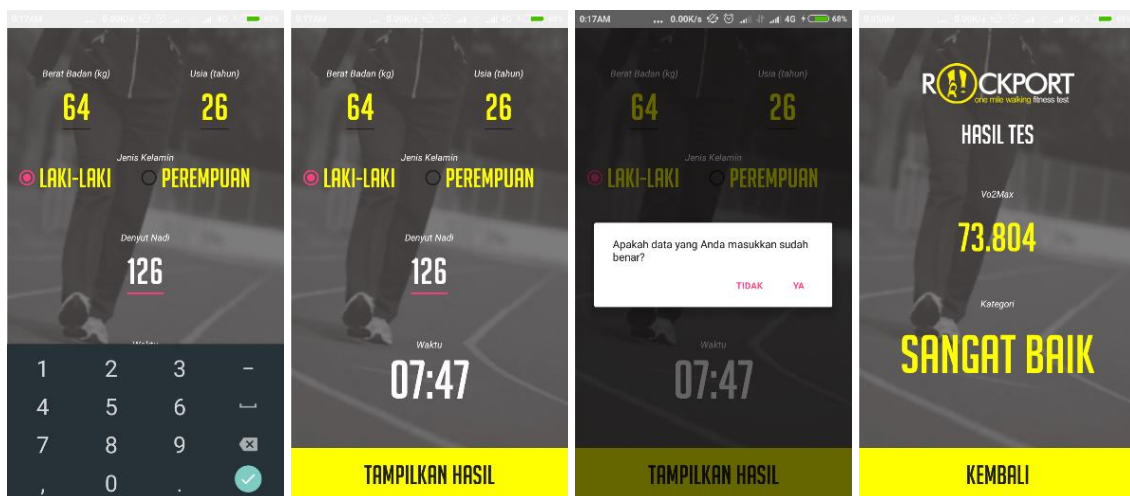 Berat Badan (kg)
Usia (tahun)
64
26
Jenis Kelamin
LAKI-LAKI
PEREMPUAN
Denyut Nadi
126
Waktu
1 2 3 –
4 5 6
7 8 9
, 0 .
Berat Badan (kg)
Usia (tahun)
64
26
Jenis Kelamin
LAKI-LAKI
PEREMPUAN
Denyut Nadi
126
Waktu
07:47
TAMPILKAN HASIL
0:17AM
... 0.00K/s 4G 68%
Berat Badan (kg)
Usia (tahun)
64
26
Jenis Kelamin
LAKI-LAKI
PEREMPUAN
Apakah data yang Anda masukkan sudah
benar?
TIDAK
YA
Waktu
07:47
TAMPILKAN HASIL
ROCKPORT
one mile walking fitness test
HASIL TES
Vo2Max
73.804
Kategori
SANGAT BAIK
KEMBALI